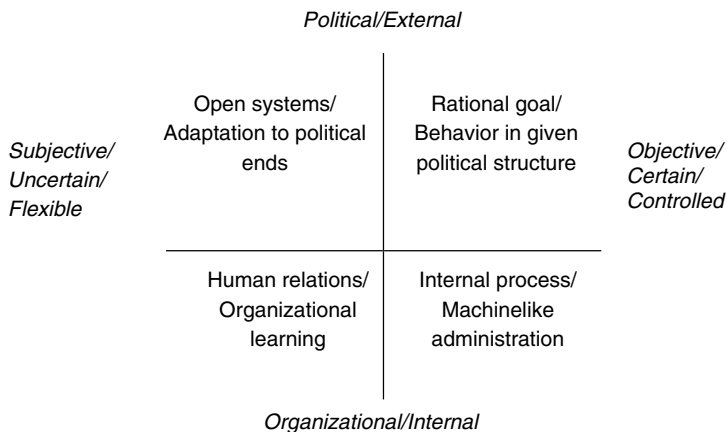 Political/External
Open systems/
Adaptation to political
ends
Rational goal/
Behavior in given
political structure
Subjective/
Uncertain/
Flexible
Objective/
Certain/
Controlled
Human relations/
Organizational
learning
Internal process/
Machinelike
administration
Organizational/Internal